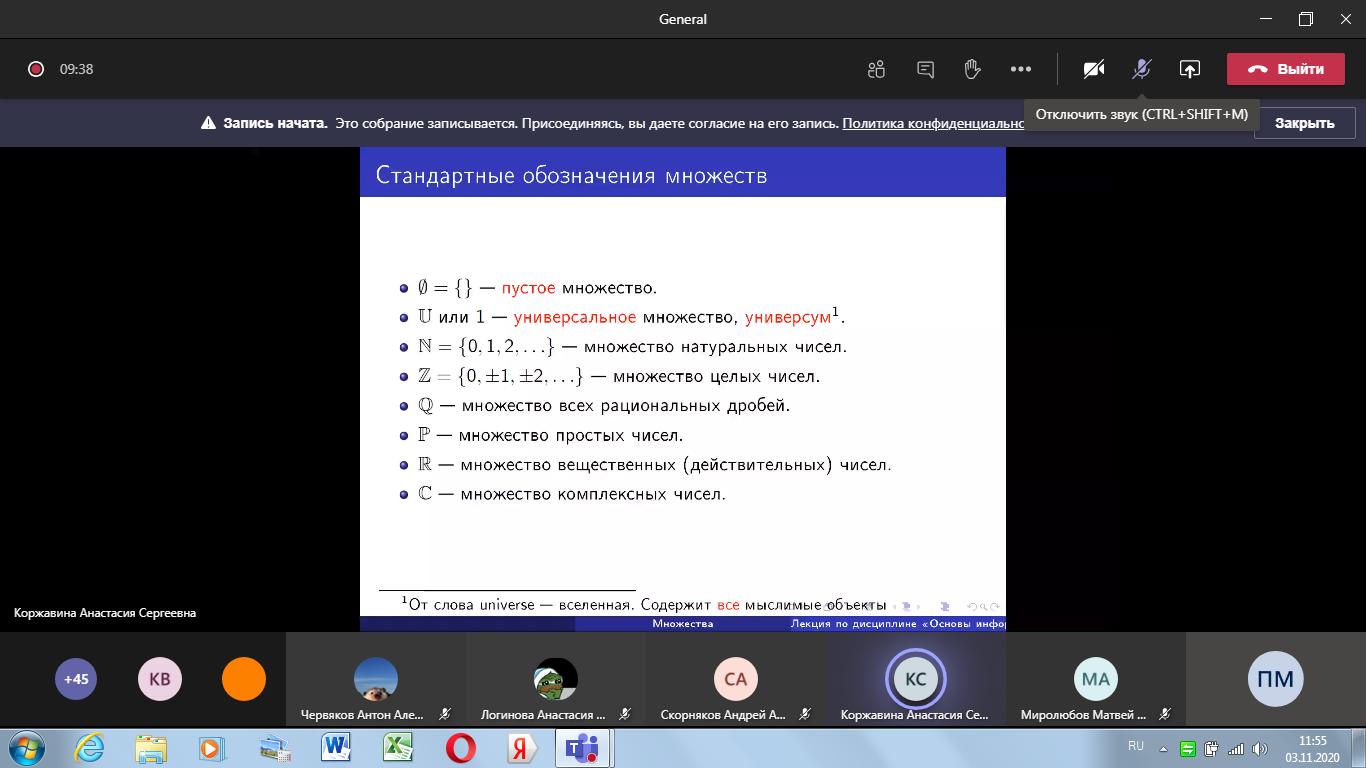 General
09:38
Выйти
Запись начата. Это собрание записывается. Присоединяясь, вы даете согласие на его запись. Политика конфиденциально
Отключить звук (CTRL+SHIFT+M)
Закрыть
Стандартные обозначения множеств
∅ = {} — пустое множество.
𝕌 или 1 — универсальное множество, универсум¹.
ℕ = {0, 1, 2, . . .} — множество натуральных чисел.
ℤ = {0, ±1, ±2, . . .} — множество целых чисел.
ℚ — множество всех рациональных дробей.
ℙ — множество простых чисел.
ℝ — множество вещественных (действительных) чисел.
ℂ — множество комплексных чисел.
¹От слова universe — вселенная. Содержит все мыслимые объекты
Множества
Лекция по дисциплине «Основы инфор
Коржавина Анастасия Сергеевна
+45
КВ
СА
КС
МА
ПМ
Червяков Антон Але...
Логинова Анастасия ...
Скорняков Андрей А...
Коржавина Анастасия Се...
Миролюбов Матвей ...
RU
11:55
03.11.2020